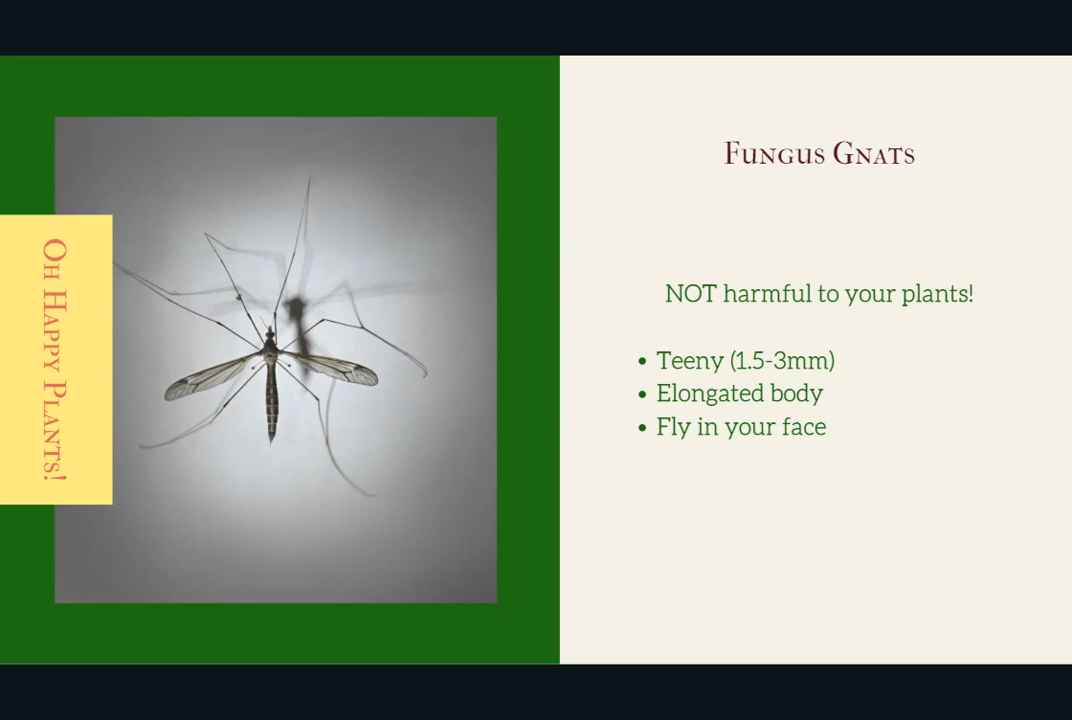 Oh Happy Plants!
Fungus Gnats
NOT harmful to your plants!
• Teeny (1.5-3mm)
• Elongated body
• Fly in your face